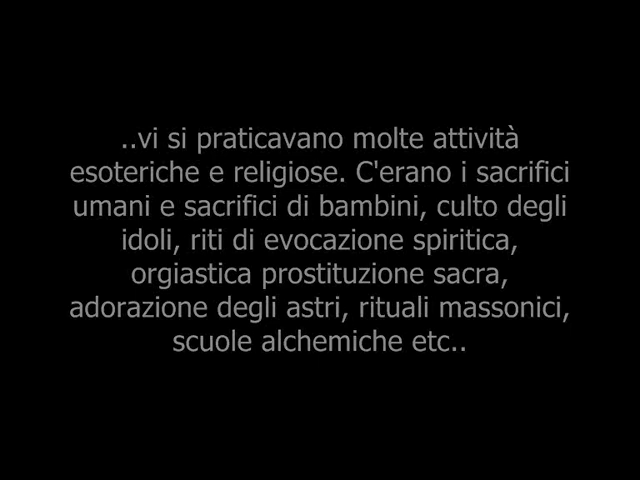 ..vi si praticavano molte attività
esoteriche e religiose. C'erano i sacrifici
umani e sacrifici di bambini, culto degli
idoli, riti di evocazione spiritica,
orgiastica prostituzione sacra,
adorazione degli astri, rituali massonici,
scuole alchemiche etc..